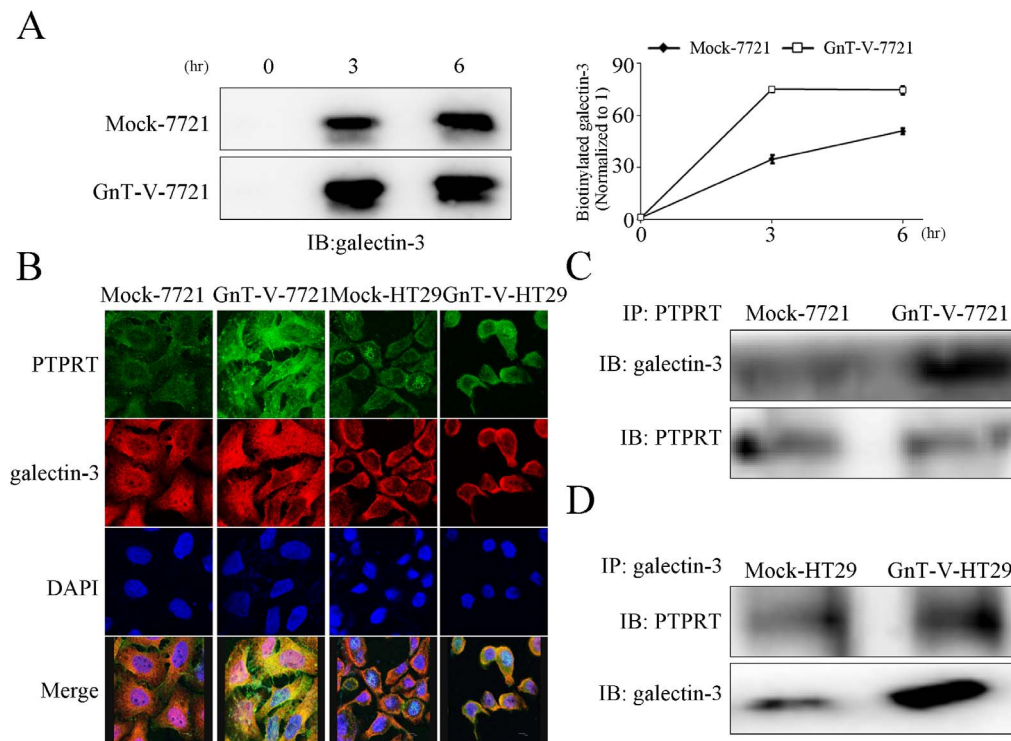 A
(hr) 0 3 6
Mock-7721
GnT-V-7721
IB:galectin-3
Mock-7721 GnT-V-7721
Biotinylated galectin-3
(Normalized to 1)
90
60
30
0
0 3 6 (hr)
B
Mock-7721 GnT-V-7721 Mock-HT29 GnT-V-HT29
PTPRT
galectin-3
DAPI
Merge
C
IP: PTPRT Mock-7721 GnT-V-7721
IB: galectin-3
IB: PTPRT
D
IP: galectin-3 Mock-HT29 GnT-V-HT29
IB: PTPRT
IB: galectin-3